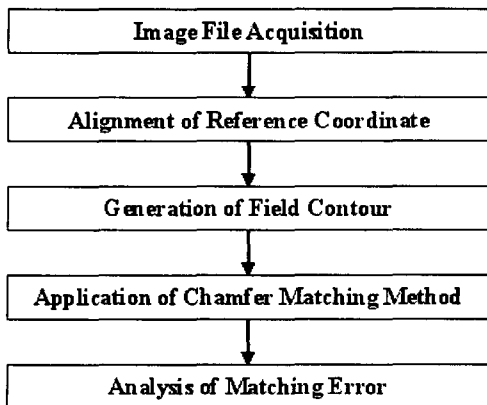 Image File Acquisition
Alignment of Reference Coordinate
Generation of Field Contour
Application of Chamfer Matching Method
Analysis of Matching Error